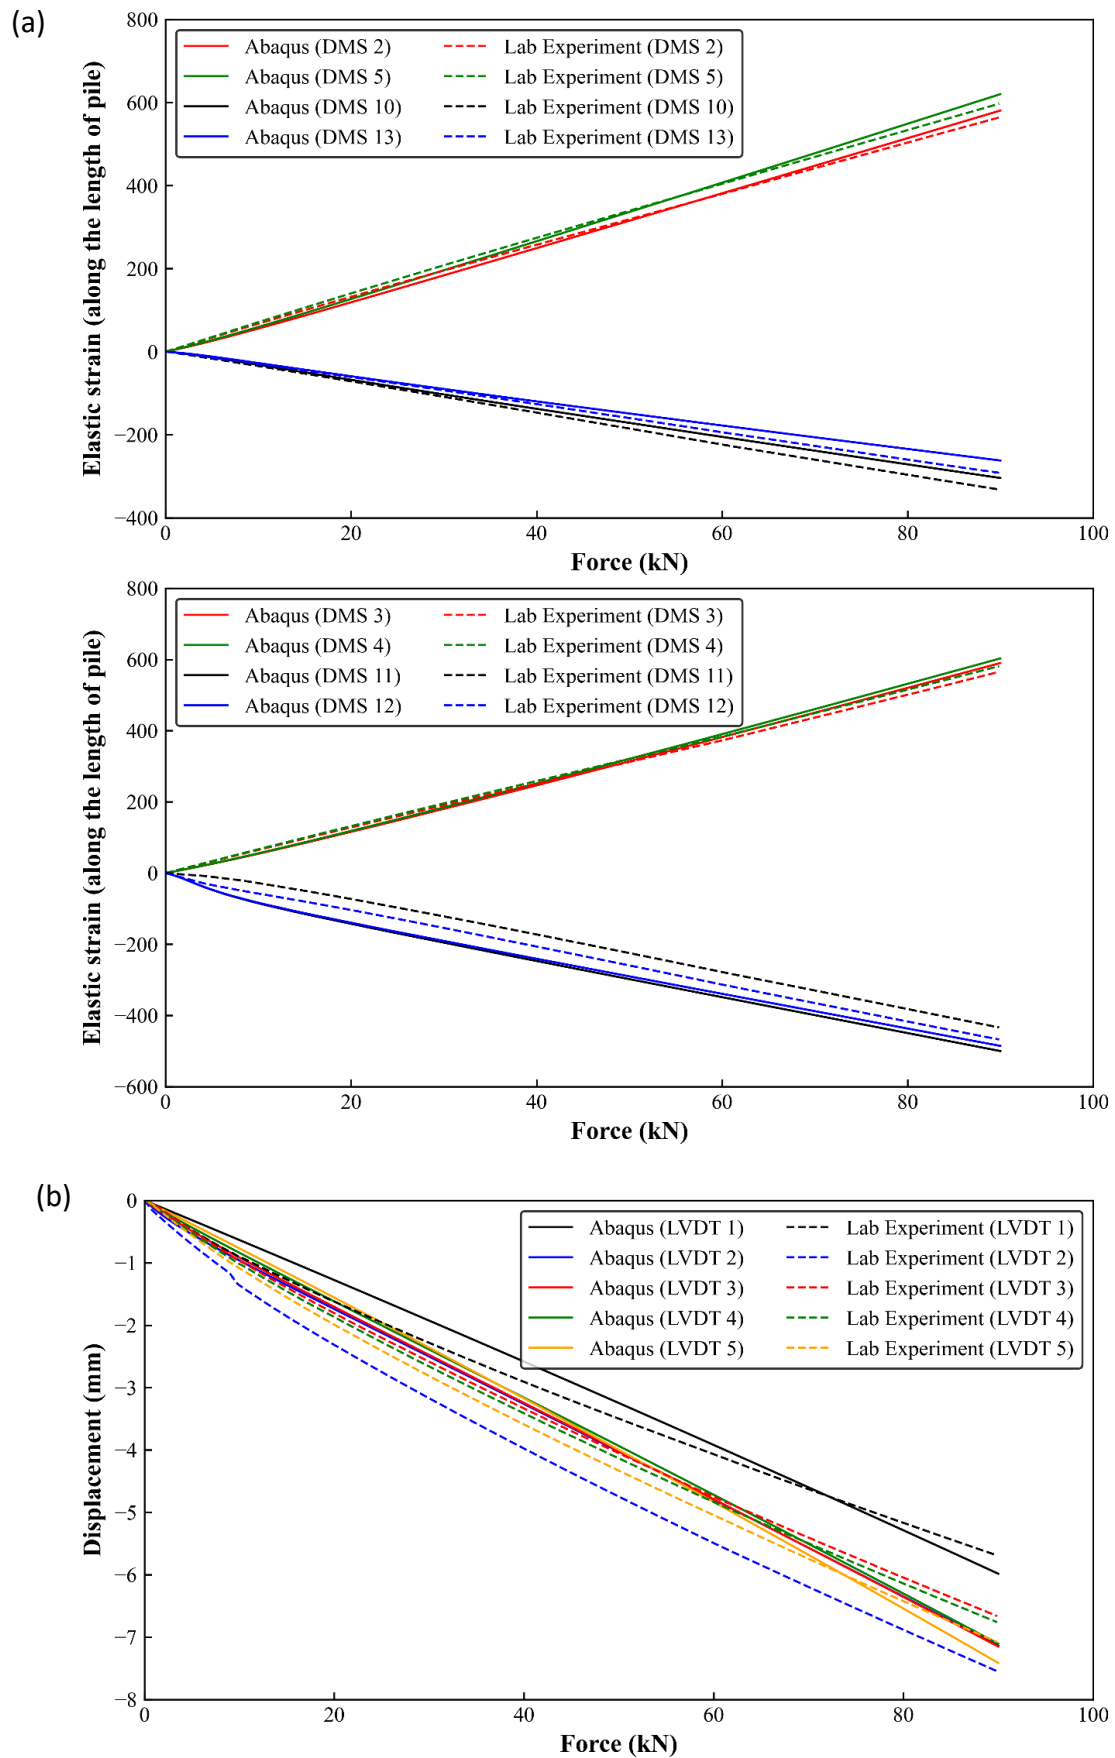 (a)
800
600
400
200
0
−200
−400
Elastic strain (along the length of pile)
Abaqus (DMS 2) Lab Experiment (DMS 2)
Abaqus (DMS 5) Lab Experiment (DMS 5)
Abaqus (DMS 10) Lab Experiment (DMS 10)
Abaqus (DMS 13) Lab Experiment (DMS 13)
0 20 40 60 80 100
Force (kN)
800
600
400
200
0
−200
−400
−600
Elastic strain (along the length of pile)
Abaqus (DMS 3) Lab Experiment (DMS 3)
Abaqus (DMS 4) Lab Experiment (DMS 4)
Abaqus (DMS 11) Lab Experiment (DMS 11)
Abaqus (DMS 12) Lab Experiment (DMS 12)
0 20 40 60 80 100
Force (kN)
(b)
0
−1
−2
−3
−4
−5
−6
−7
−8
Displacement (mm)
Abaqus (LVDT 1) Lab Experiment (LVDT 1)
Abaqus (LVDT 2) Lab Experiment (LVDT 2)
Abaqus (LVDT 3) Lab Experiment (LVDT 3)
Abaqus (LVDT 4) Lab Experiment (LVDT 4)
Abaqus (LVDT 5) Lab Experiment (LVDT 5)
0 20 40 60 80 100
Force (kN)